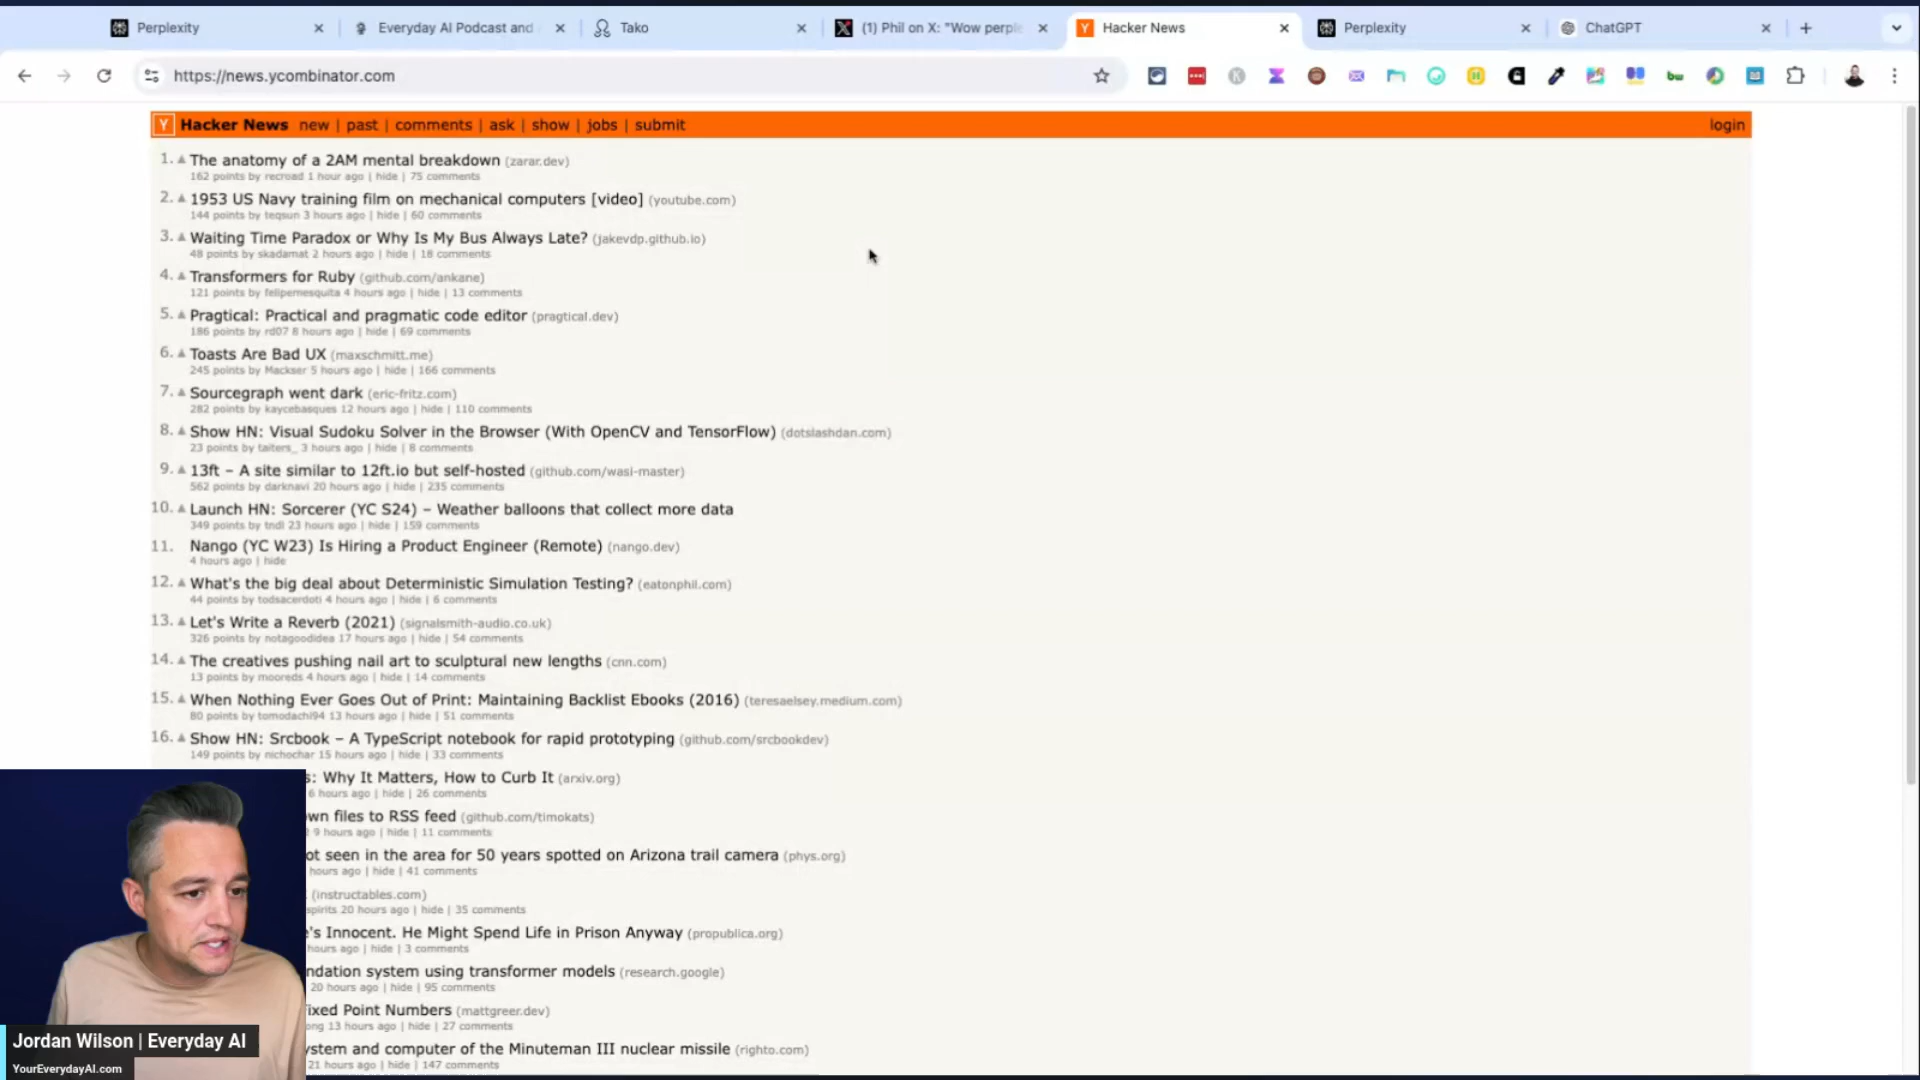 Perplexity
Everyday AI Podcast and
Tako
(1) Phil on X: "Wow perple
Hacker News
Perplexity
ChatGPT
https://news.ycombinator.com
Y Hacker News new | past | comments | ask | show | jobs | submit login
1. The anatomy of a 2AM mental breakdown (zarar.dev)
162 points by recroad 1 hour ago | hide | 75 comments
2. 1953 US Navy training film on mechanical computers [video] (youtube.com)
144 points by teqsun 3 hours ago | hide | 60 comments
3. Waiting Time Paradox or Why Is My Bus Always Late? (jakevdp.github.io)
48 points by skadamat 2 hours ago | hide | 18 comments
4. Transformers for Ruby (github.com/ankane)
121 points by felipemesquita 4 hours ago | hide | 13 comments
5. Pragtical: Practical and pragmatic code editor (pragtical.dev)
186 points by rd07 8 hours ago | hide | 69 comments
6. Toasts Are Bad UX (maxschmitt.me)
245 points by Mackser 5 hours ago | hide | 166 comments
7. Sourcegraph went dark (eric-fritz.com)
282 points by kaycebasques 12 hours ago | hide | 110 comments
8. Show HN: Visual Sudoku Solver in the Browser (With OpenCV and TensorFlow) (dotslashdan.com)
23 points by taiters_ 3 hours ago | hide | 8 comments
9. 13ft – A site similar to 12ft.io but self-hosted (github.com/wasi-master)
562 points by darknavi 20 hours ago | hide | 235 comments
10. Launch HN: Sorcerer (YC S24) – Weather balloons that collect more data
349 points by tndl 23 hours ago | hide | 159 comments
11. Nango (YC W23) Is Hiring a Product Engineer (Remote) (nango.dev)
4 hours ago | hide
12. What's the big deal about Deterministic Simulation Testing? (eatonphil.com)
44 points by todsacerdoti 4 hours ago | hide | 6 comments
13. Let's Write a Reverb (2021) (signalsmith-audio.co.uk)
326 points by notagoodidea 17 hours ago | hide | 54 comments
14. The creatives pushing nail art to sculptural new lengths (cnn.com)
13 points by mooreds 4 hours ago | hide | 14 comments
15. When Nothing Ever Goes Out of Print: Maintaining Backlist Ebooks (2016) (teresaelsey.medium.com)
80 points by tomodachi94 13 hours ago | hide | 51 comments
16. Show HN: Srcbook – A TypeScript notebook for rapid prototyping (github.com/srcbookdev)
149 points by nichochar 15 hours ago | hide | 33 comments
s: Why It Matters, How to Curb It (arxiv.org)
6 hours ago | hide | 26 comments
own files to RSS feed (github.com/timokats)
9 hours ago | hide | 11 comments
ot seen in the area for 50 years spotted on Arizona trail camera (phys.org)
hours ago | hide | 41 comments
(instructables.com)
spirits 20 hours ago | hide | 35 comments
's Innocent. He Might Spend Life in Prison Anyway (propublica.org)
hours ago | hide | 3 comments
ndation system using transformer models (research.google)
20 hours ago | hide | 95 comments
Fixed Point Numbers (mattgreer.dev)
ong 13 hours ago | hide | 27 comments
ystem and computer of the Minuteman III nuclear missile (righto.com)
21 hours ago | hide | 147 comments
Jordan Wilson | Everyday AI
YourEverydayAI.com